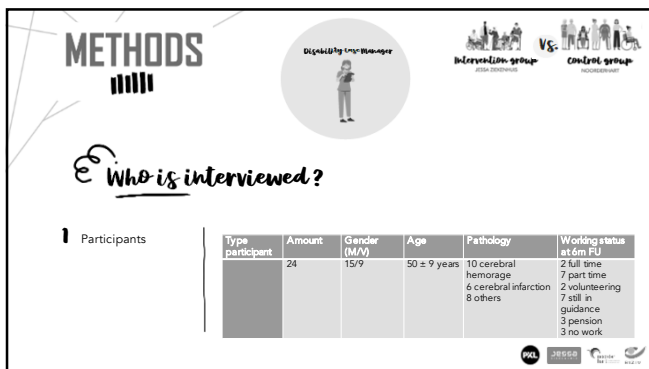 METHODS
Disability Case Manager
Intervention group
JESSA ZIEKENHUIS
VS.
Control group
NOORDERHART
Who is interviewed?
1 Participants
Type participant Amount Gender (M/V) Age Pathology Working status at 6m FU
24 15/9 50 ± 9 years 10 cerebral hemorage
6 cerebral infarction
8 others
2 full time
7 part time
2 volunteering
7 still in guidance
3 pension
3 no work
PXL
Jessa